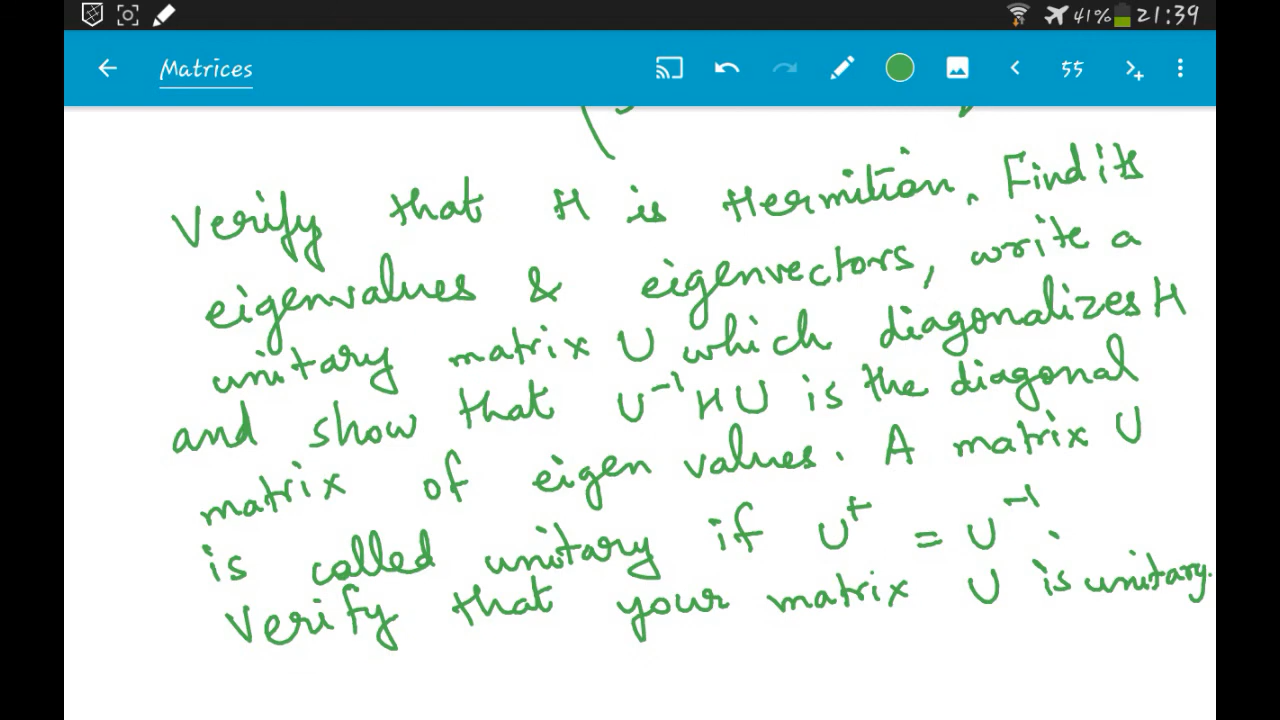 41% 21:39
Matrices 55
Verify that H is Hermitian. Find its
eigenvalues & eigenvectors, write a
unitary matrix U which diagonalizes H
and show that U⁻¹HU is the diagonal
matrix of eigen values. A matrix U
is called unitary if U† = U⁻¹.
Verify that your matrix U is unitary.